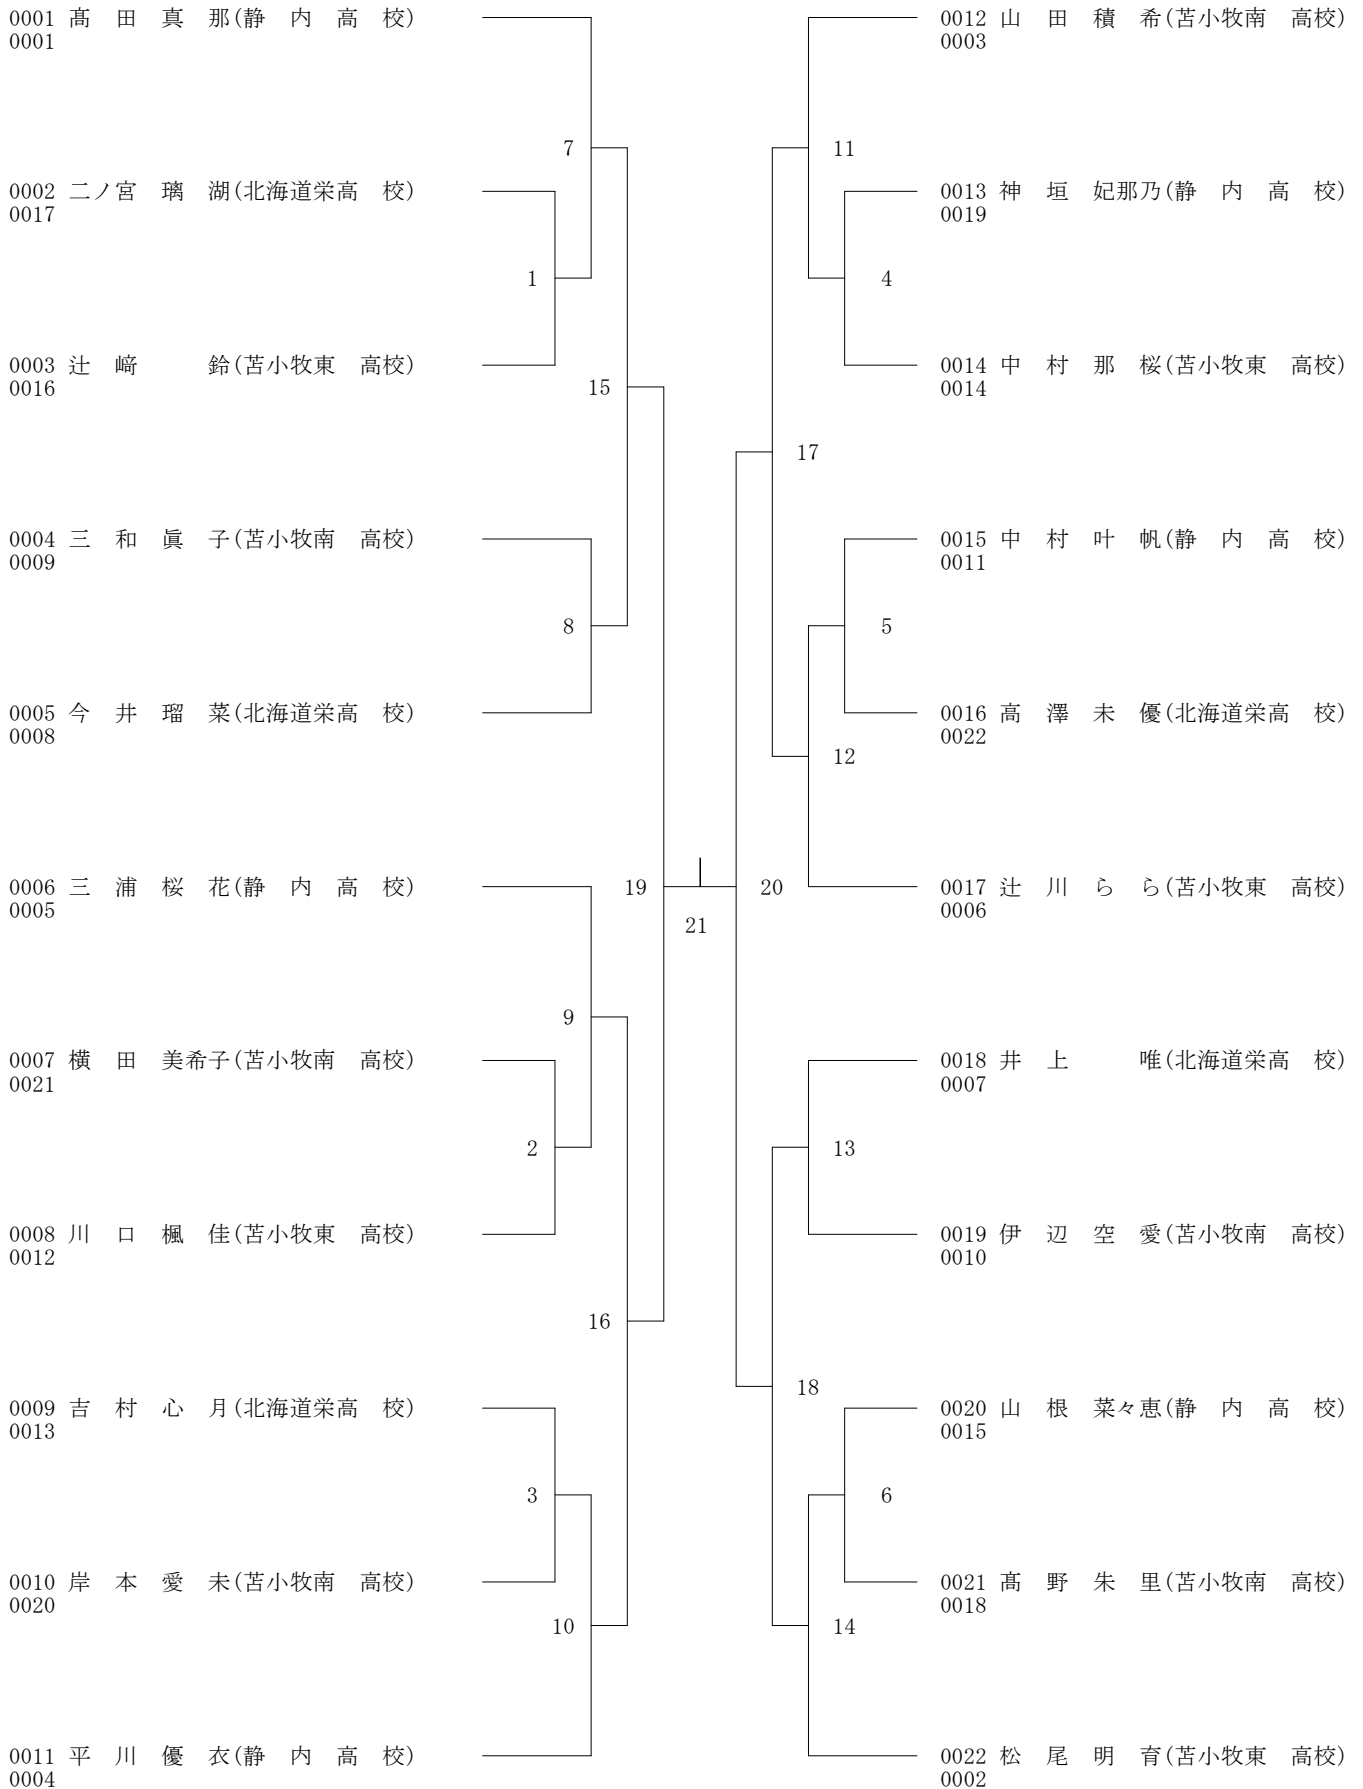 0001 髙　田　真　那(静　内　高　校)
0001
7
0002 二ノ宮　璃　湖(北海道栄高　校)
0017
1
0003 辻　﨑　　　鈴(苫小牧東　高校)
0016
15
0004 三　和　眞　子(苫小牧南　高校)
0009
8
0005 今　井　瑠　菜(北海道栄高　校)
0008
0006 三　浦　桜　花(静　内　高　校)
0005
19
21
9
0007 横　田　美希子(苫小牧南　高校)
0021
2
0008 川　口　楓　佳(苫小牧東　高校)
0012
16
0009 吉　村　心　月(北海道栄高　校)
0013
3
0010 岸　本　愛　未(苫小牧南　高校)
0020
10
0011 平　川　優　衣(静　内　高　校)
0004
0012 山　田　積　希(苫小牧南　高校)
0003
11
0013 神　垣　妃那乃(静　内　高　校)
0019
4
0014 中　村　那　桜(苫小牧東　高校)
0014
17
0015 中　村　叶　帆(静　内　高　校)
0011
5
0016 高　澤　未　優(北海道栄高　校)
0022
12
20
0017 辻　川　ら　ら(苫小牧東　高校)
0006
0018 井　上　　　唯(北海道栄高　校)
0007
13
0019 伊　辺　空　愛(苫小牧南　高校)
0010
18
0020 山　根　菜々恵(静　内　高　校)
0015
6
0021 髙　野　朱　里(苫小牧南　高校)
0018
14
0022 松　尾　明　育(苫小牧東　高校)
0002